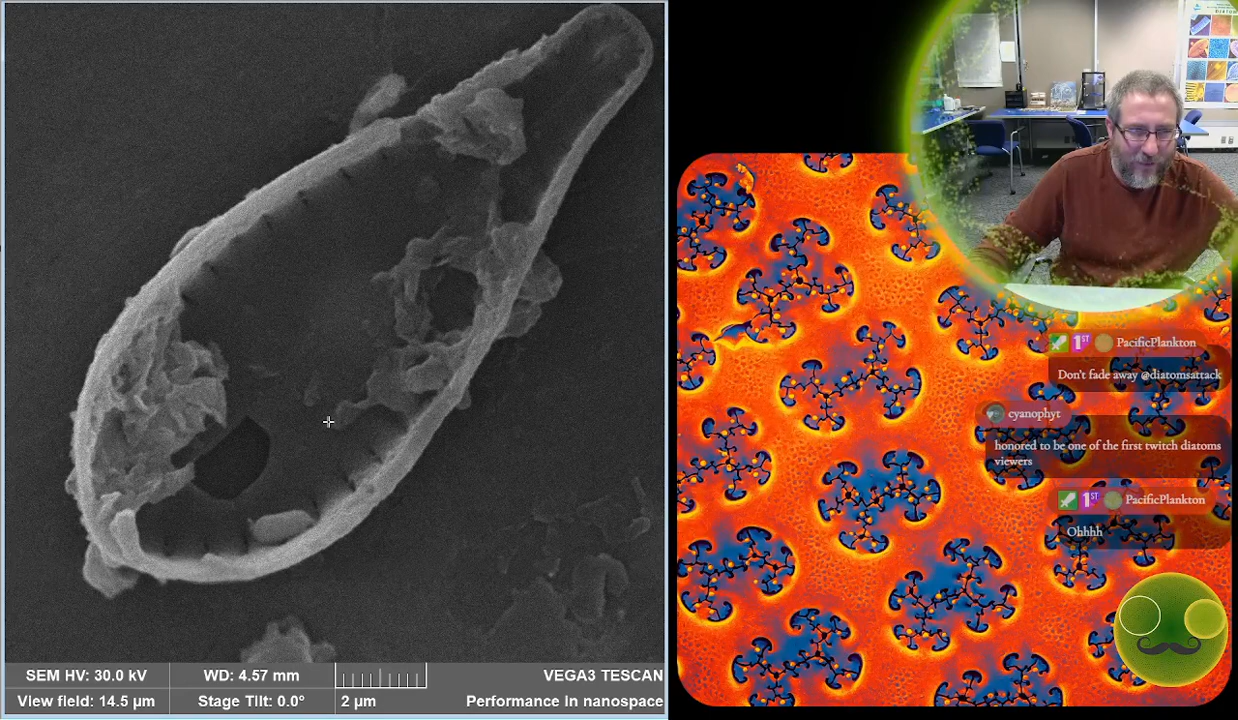 SEM HV: 30.0 kV
WD: 4.57 mm
VEGA3 TESCAN
View field: 14.5 µm
Stage Tilt: 0.0°
2 µm
Performance in nanospace
1ST PacificPlankton
Don't fade away @diatomsattack
cyanophyt
honored to be one of the first twitch diatoms
viewers
1ST PacificPlankton
Ohhhh